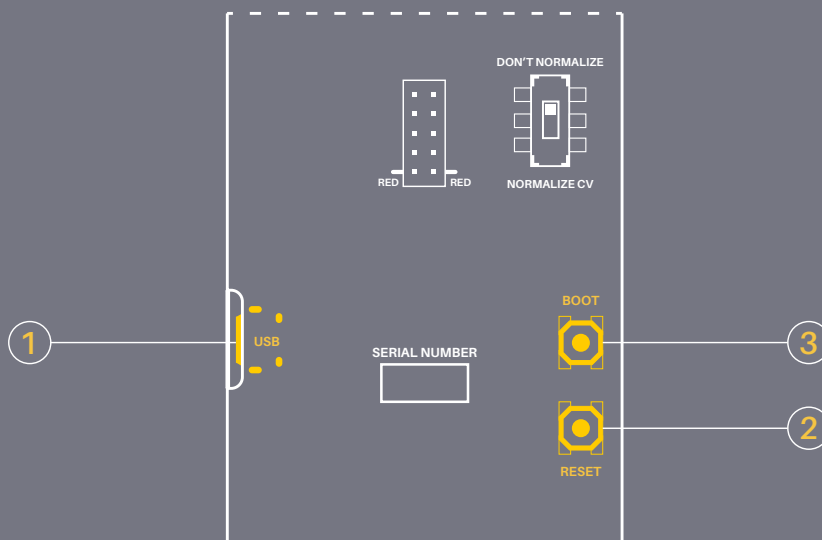 DON'T NORMALIZE
RED RED
NORMALIZE CV
BOOT
1
USB
3
SERIAL NUMBER
2
RESET